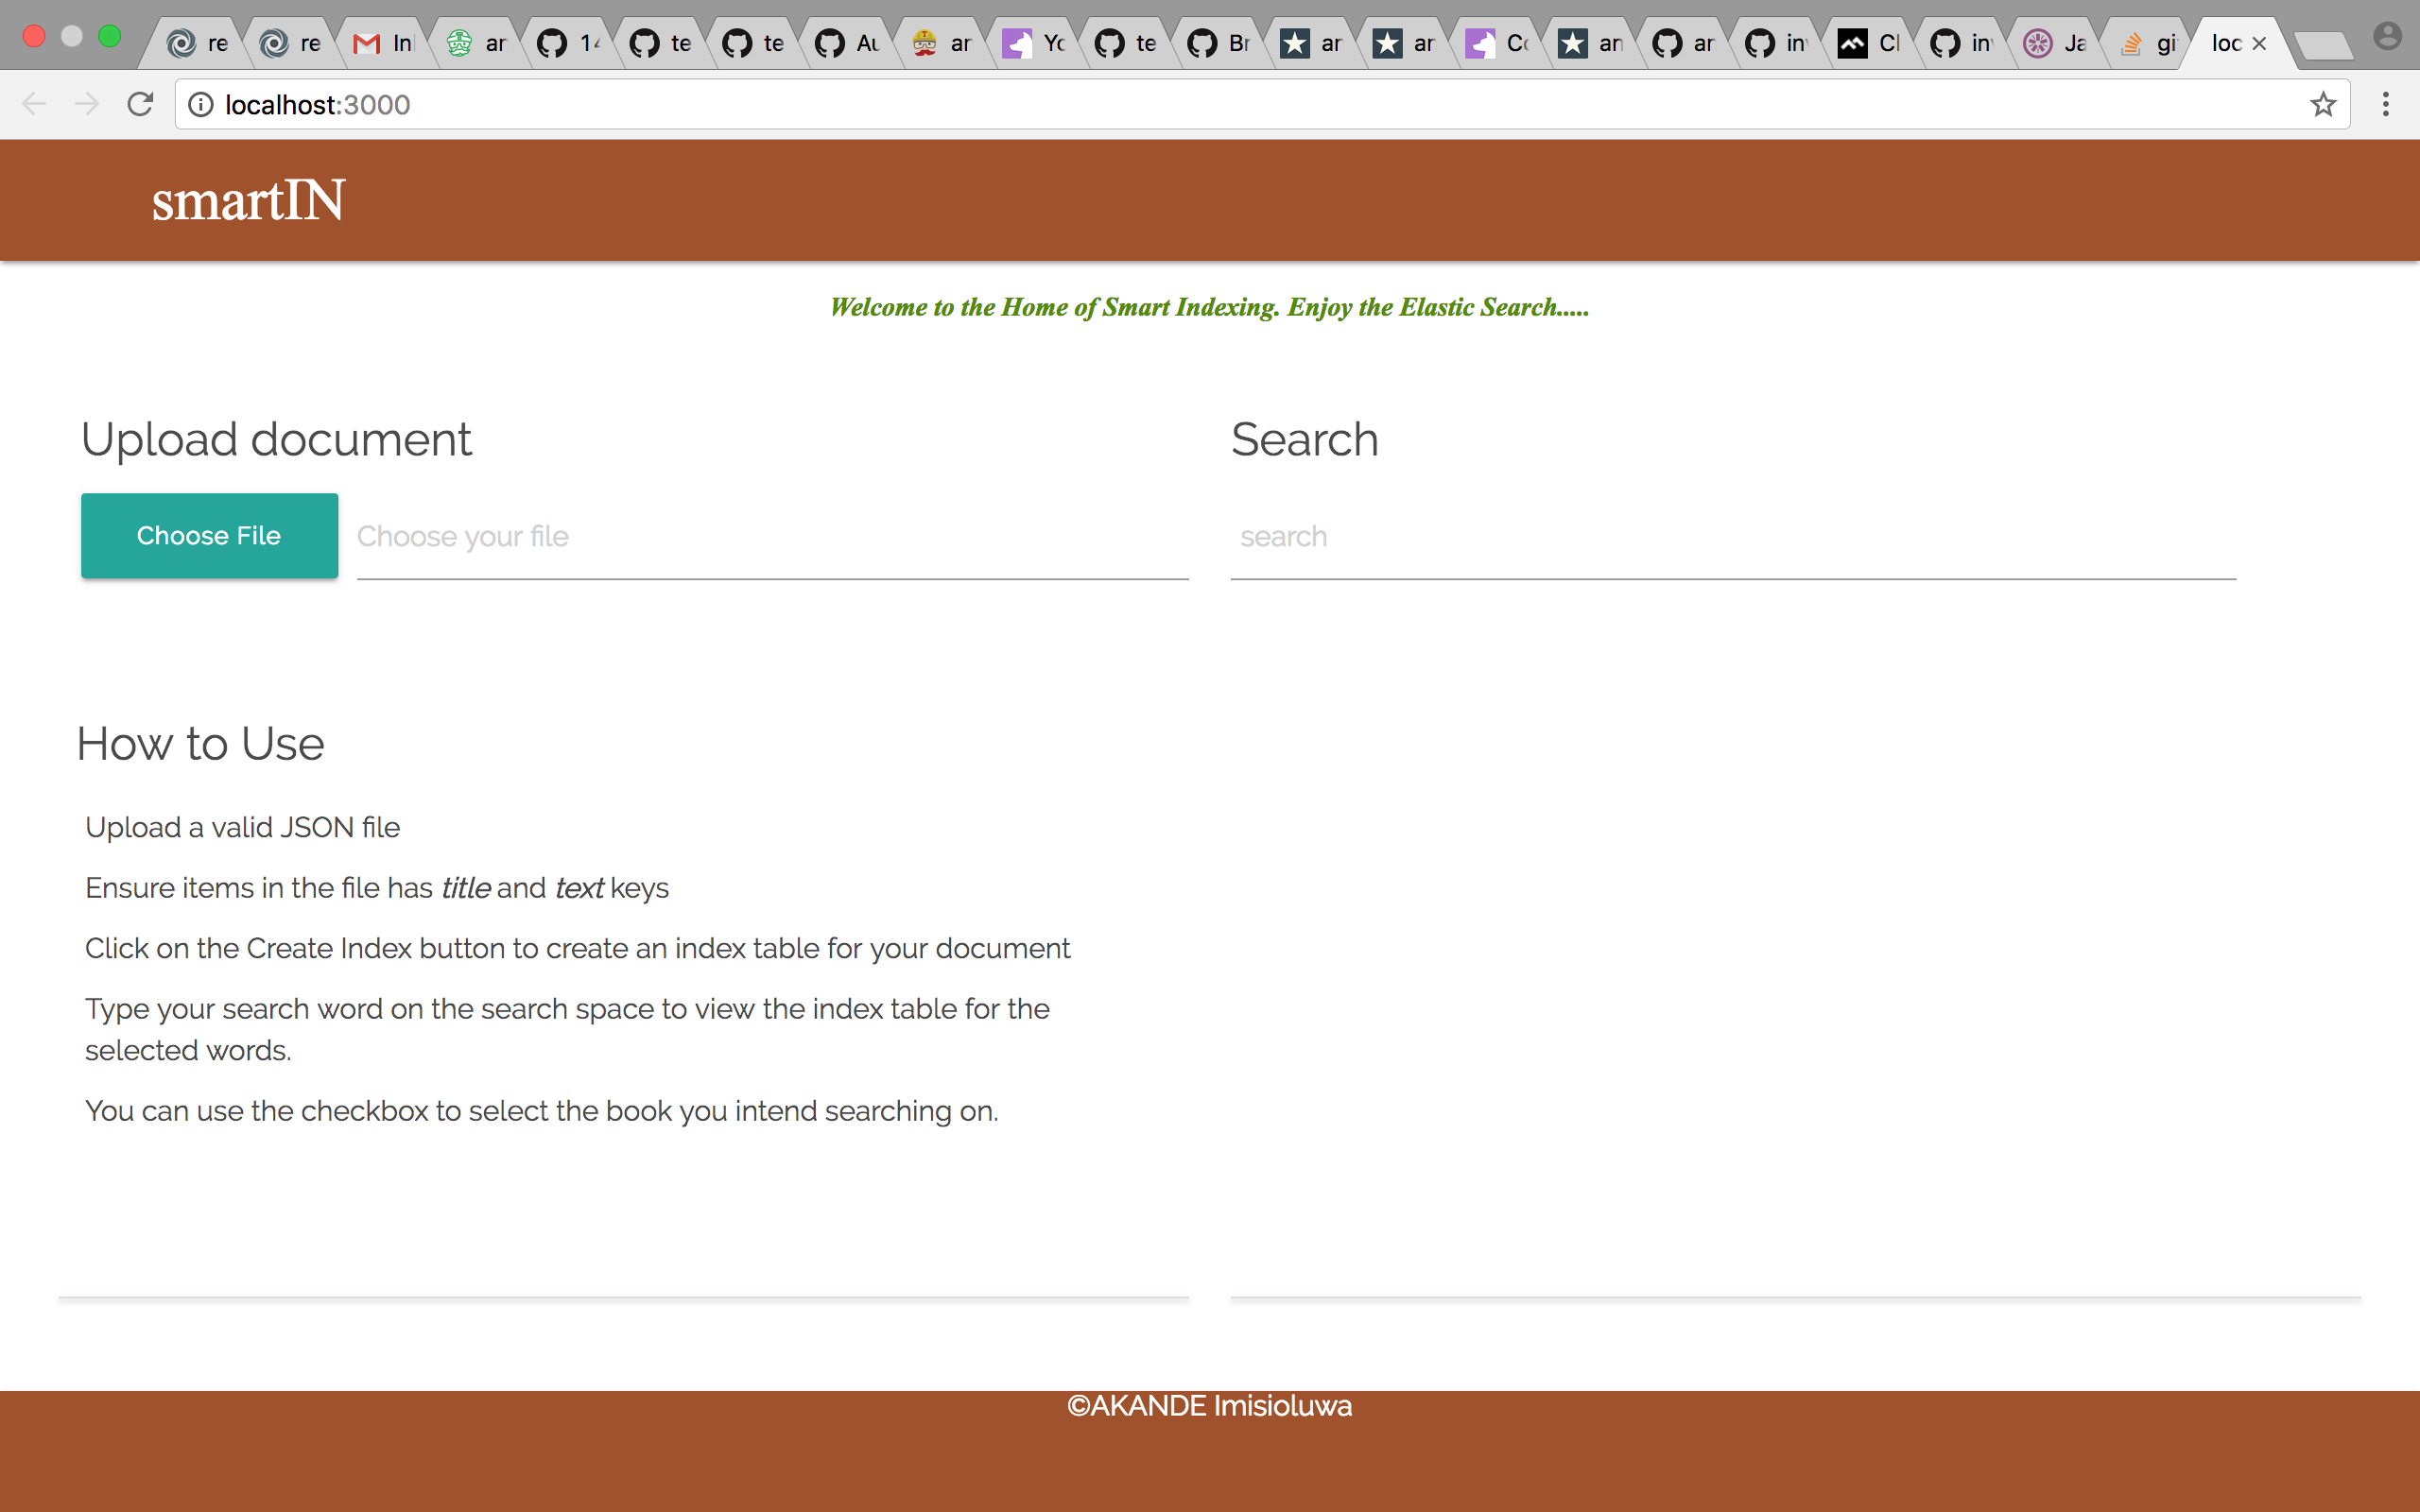 re
re
In
ar
14
te
te
Au
ar
Yo
te
Br
ar
ar
Co
an
ar
in
Cl
in
Ja
gi
loc
localhost:3000
smartIN
Welcome to the Home of Smart Indexing. Enjoy the Elastic Search.....
Upload document
Search
Choose File
Choose your file
search
How to Use
Upload a valid JSON file
Ensure items in the file has title and text keys
Click on the Create Index button to create an index table for your document
Type your search word on the search space to view the index table for the
selected words.
You can use the checkbox to select the book you intend searching on.
©AKANDE Imisioluwa